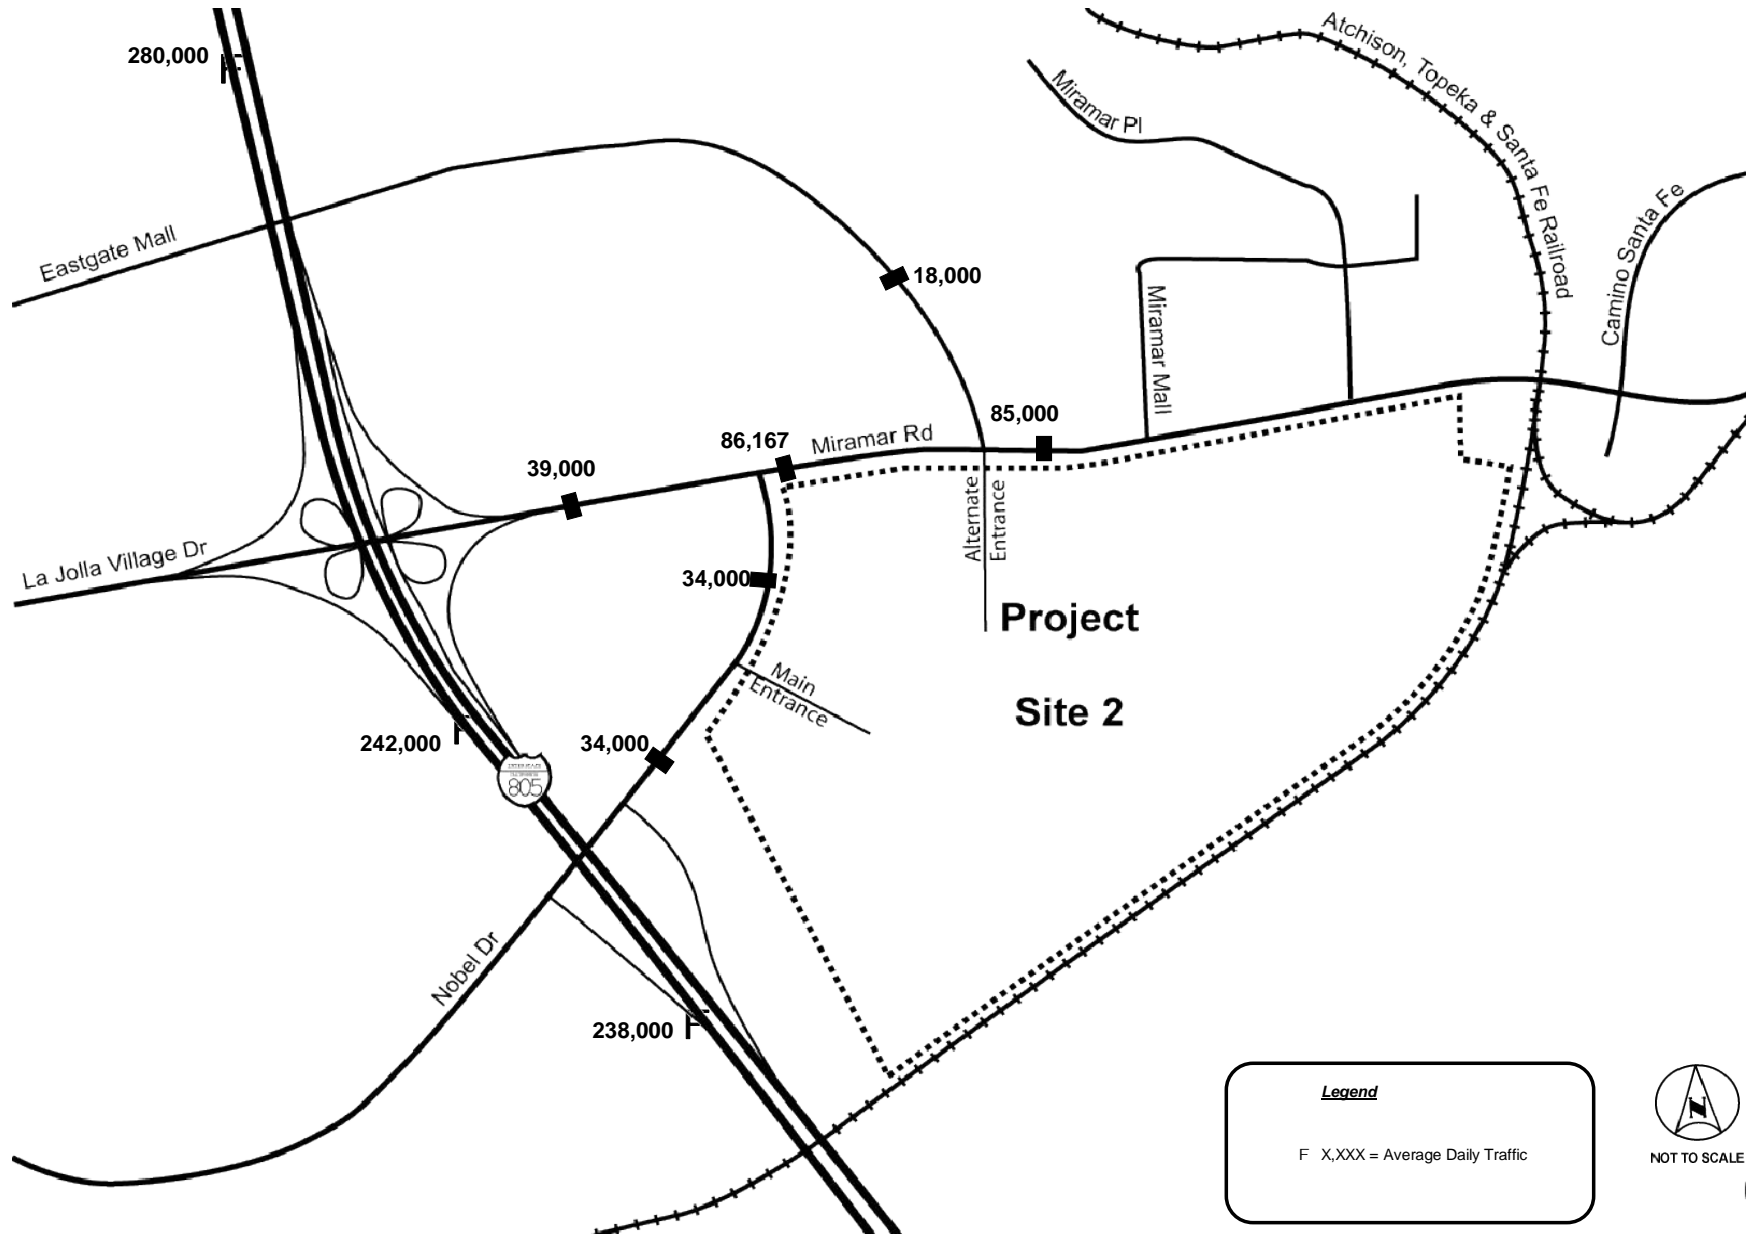 280,000
Atchison, Topeka & Santa Fe Railroad
Miramar Pl
Camino Santa Fe
Eastgate Mall
18,000
Miramar Mall
85,000
86,167
Miramar Rd
39,000
Alternate
Entrance
La Jolla Village Dr
34,000
Project
Site 2
Main
Entrance
242,000
34,000
805
Nobel Dr
238,000
Legend
F X,XXX = Average Daily Traffic
N
NOT TO SCALE